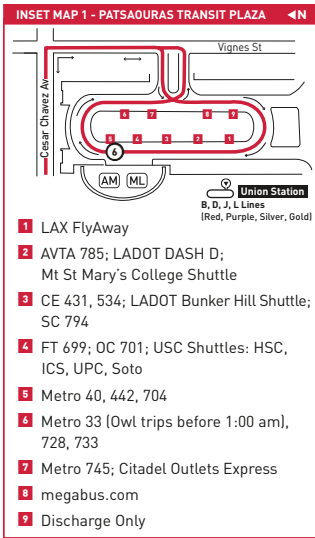 INSET MAP 1 - PATSAOURAS TRANSIT PLAZA ◄N
Vignes St
Cesar Chavez Av
6 7 8 9
5 4 3 2 1
6
AM ML
Union Station
B, D, J, L Lines
(Red, Purple, Silver, Gold)
1 LAX FlyAway
2 AVTA 785; LADOT DASH D;
Mt St Mary's College Shuttle
3 CE 431, 534; LADOT Bunker Hill Shuttle;
SC 794
4 FT 699; OC 701; USC Shuttles: HSC,
ICS, UPC, Soto
5 Metro 40, 442, 704
6 Metro 33 (Owl trips before 1:00 am),
728, 733
7 Metro 745; Citadel Outlets Express
8 megabus.com
9 Discharge Only